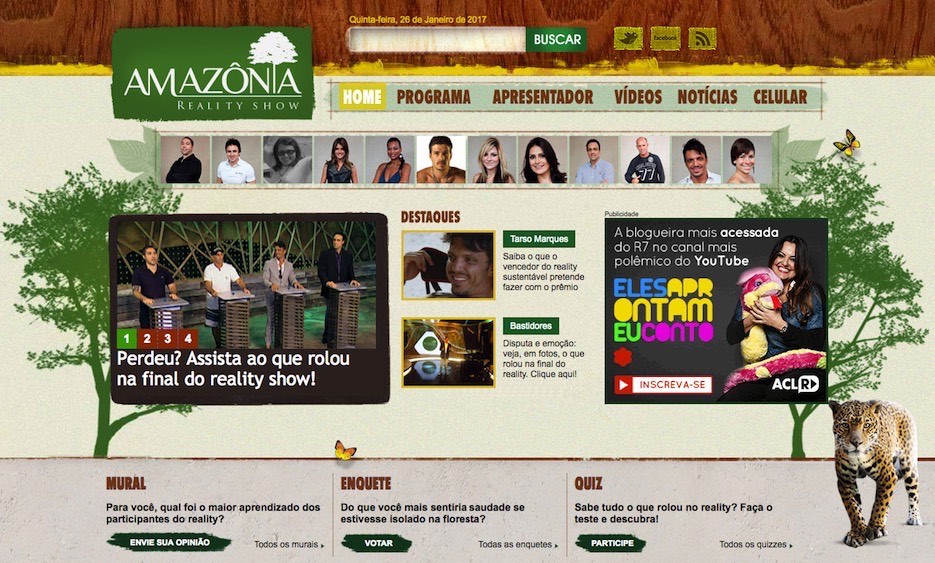 Quinta-feira, 26 de Janeiro de 2017
BUSCAR
facebook
AMAZÔNIA
REALITY SHOW
HOME PROGRAMA APRESENTADOR VÍDEOS NOTÍCIAS CELULAR
77
1 2 3 4
Perdeu? Assista ao que rolou
na final do reality show!
DESTAQUES
Tarso Marques
Saiba o que o
vencedor do reality
sustentável pretende
fazer com o prêmio
Bastidores
Disputa e emoção:
veja, em fotos, o que
rolou na final do
reality. Clique aqui!
Publicidade
A blogueira mais acessada
do R7 no canal mais
polêmico do YouTube
ELES APR
ONTAM
EU CONTO
INSCREVA-SE
ACLR
MURAL
Para você, qual foi o maior aprendizado dos
participantes do reality?
ENVIE SUA OPINIÃO
Todos os murais
ENQUETE
Do que você mais sentiria saudade se
estivesse isolado na floresta?
VOTAR
Todas as enquetes
QUIZ
Sabe tudo o que rolou no reality? Faça o
teste e descubra!
PARTICIPE
Todos os quizzes